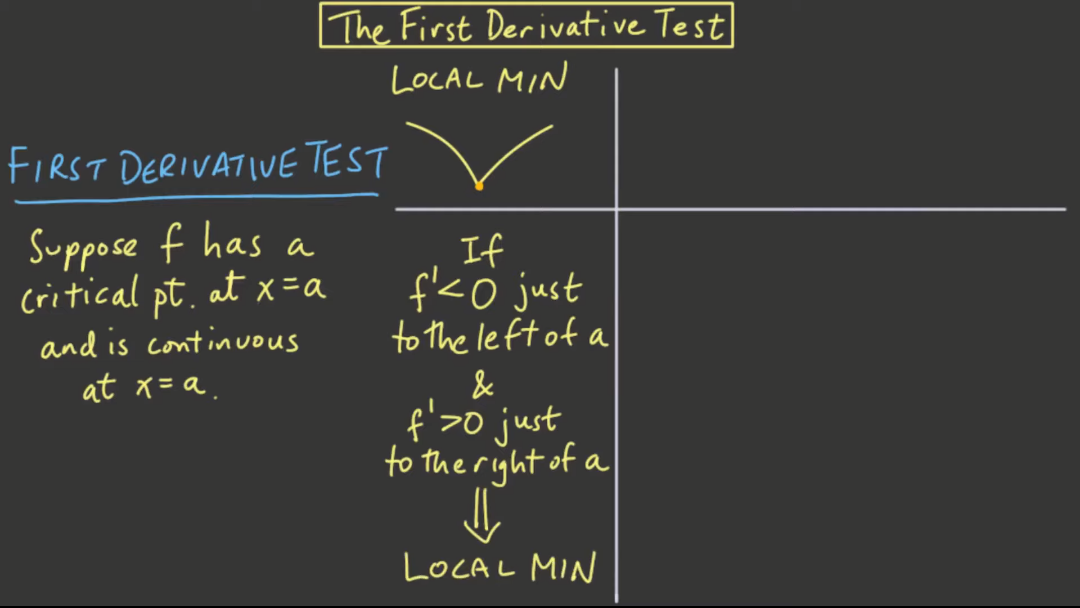 The First Derivative Test
FIRST DERIVATIVE TEST
Suppose f has a
critical pt. at x=a
and is continuous
at x=a.
LOCAL MIN
If
f'<0 just
to the left of a
&
f'>0 just
to the right of a
⇓
LOCAL MIN